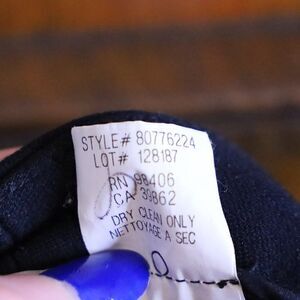 STYLE# 80776224
LOT# 128187
RN 98406
CA 39862
DRY CLEAN ONLY
NETTOYAGE A SEC